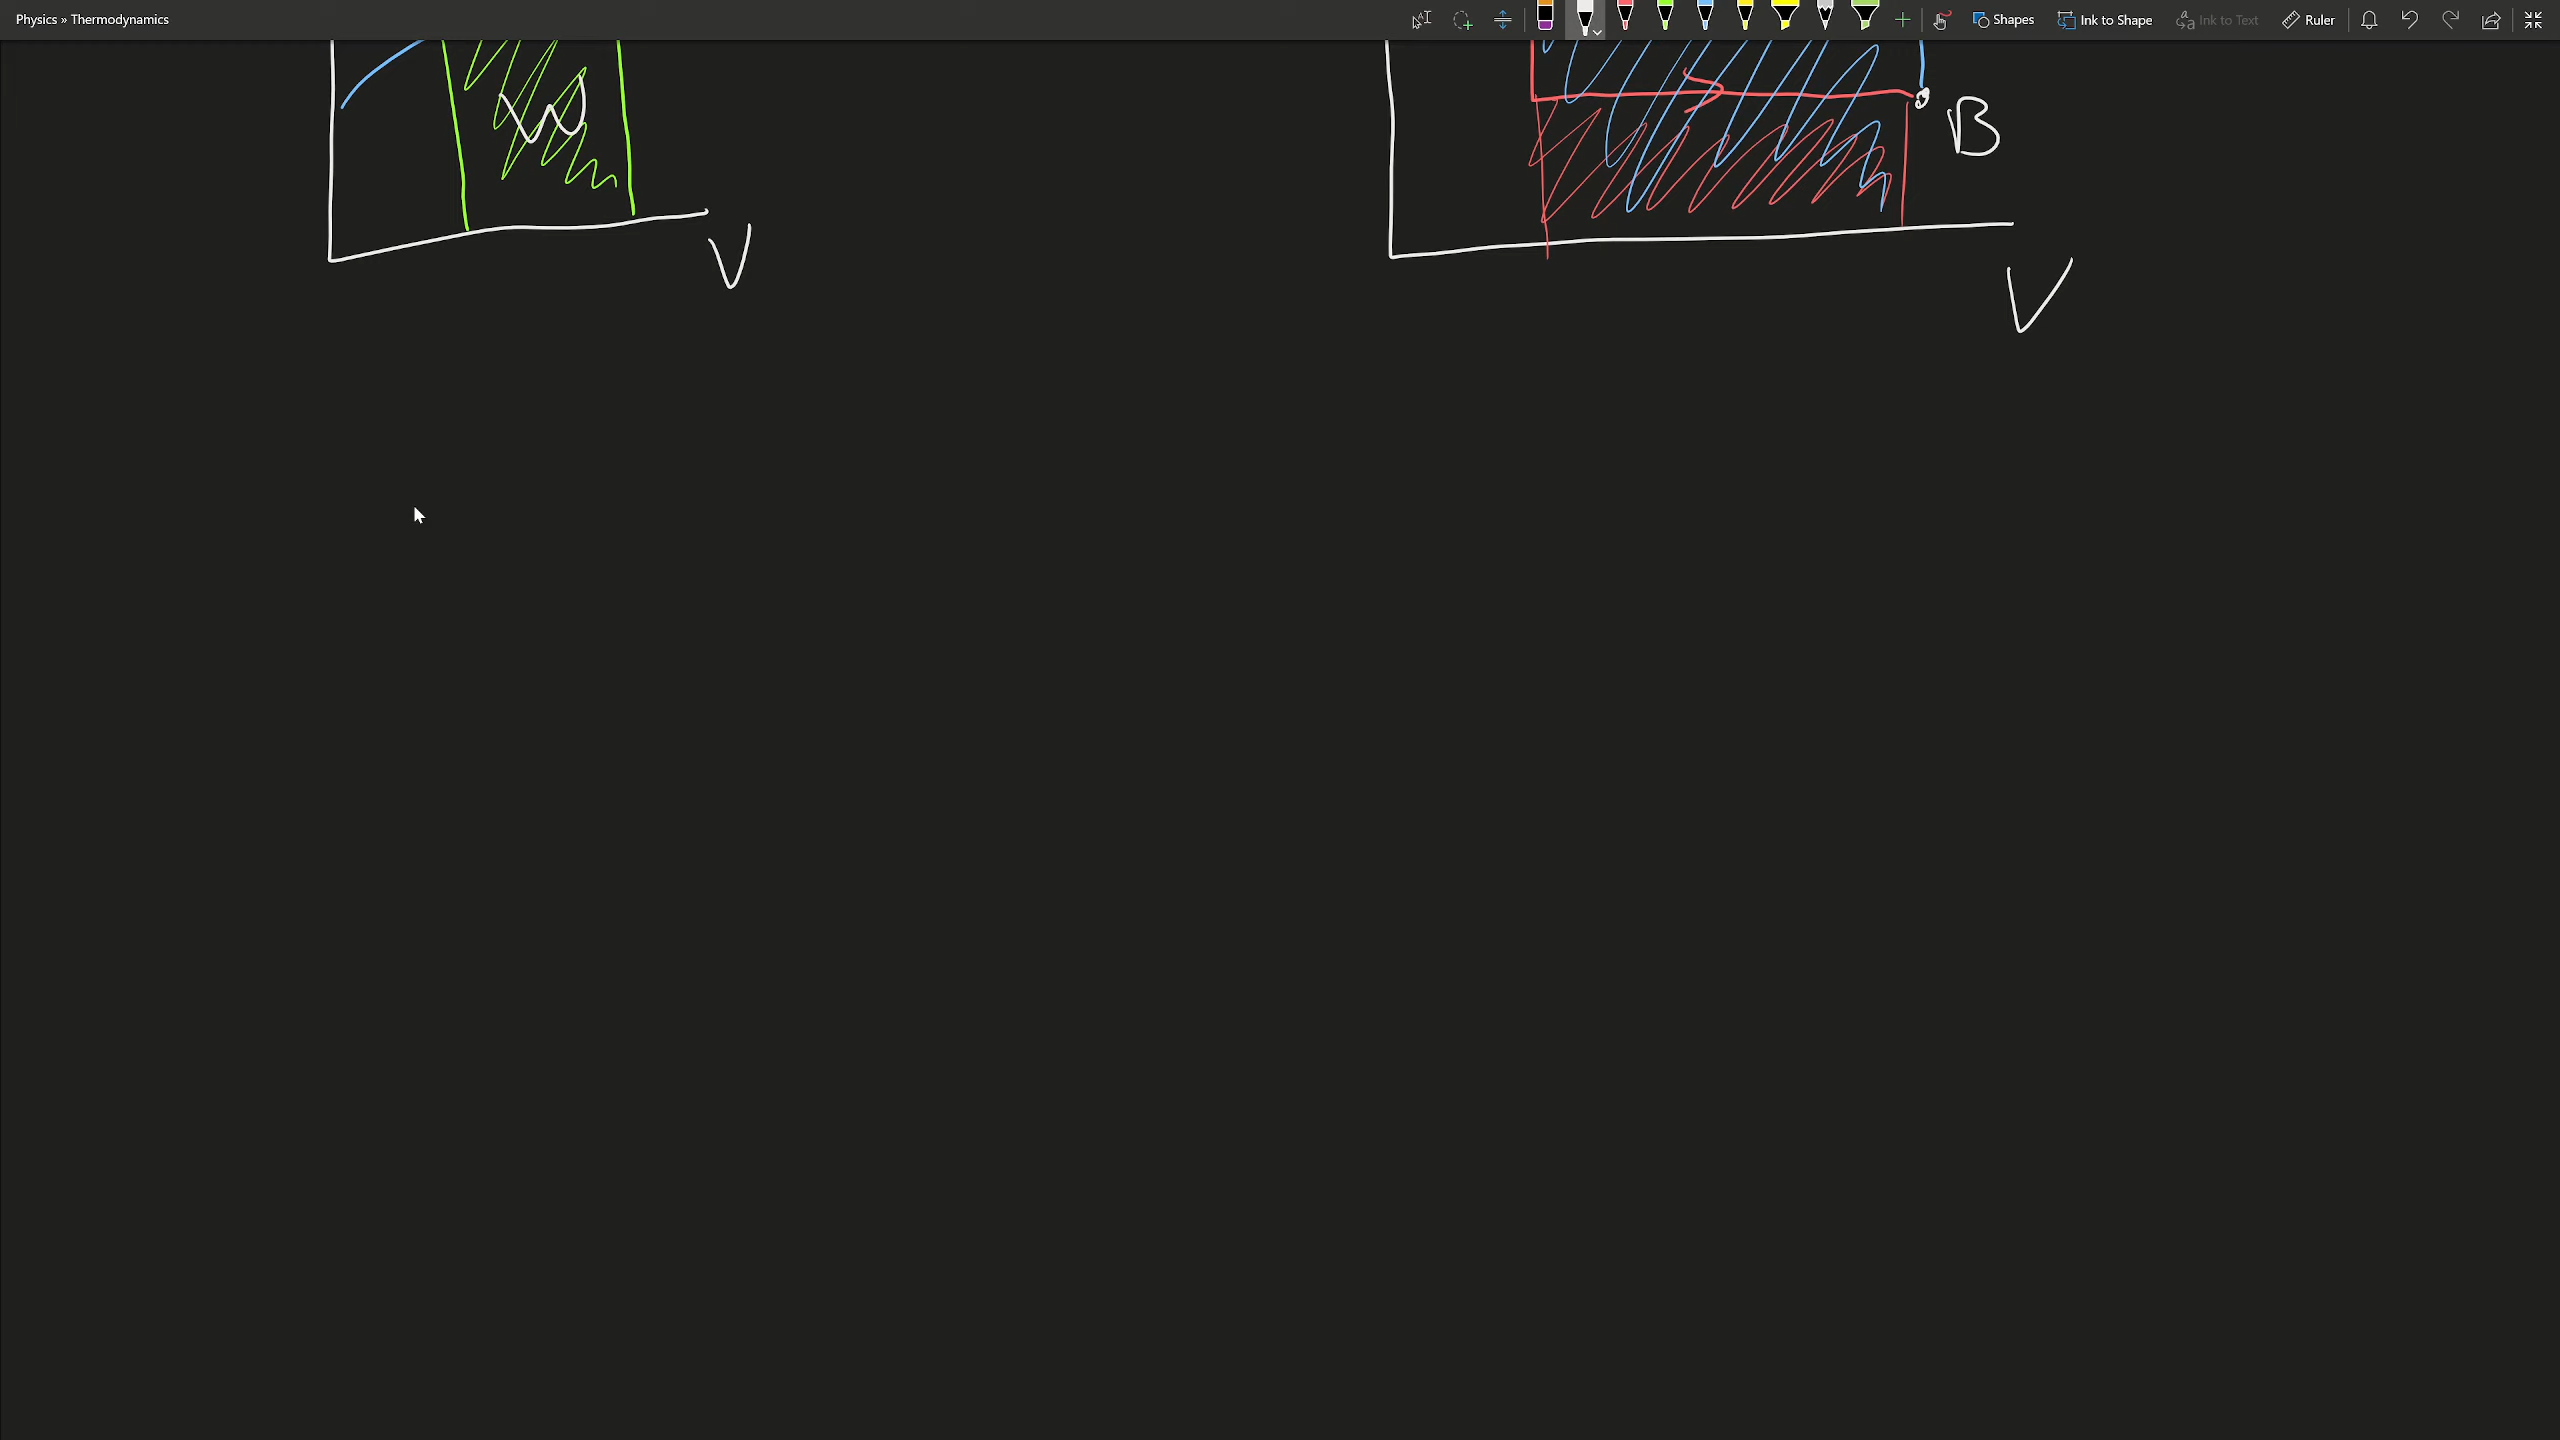 Physics » Thermodynamics
Shapes
Ink to Shape
Ink to Text
Ruler
W
B
V
V